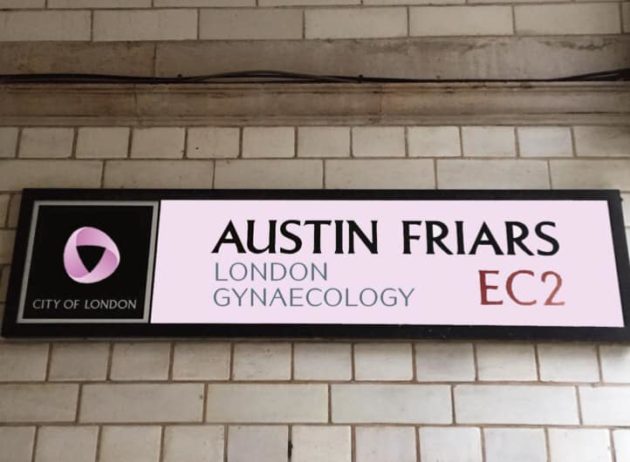 AUSTIN FRIARS
LONDON
GYNAECOLOGY
EC2
CITY OF LONDON